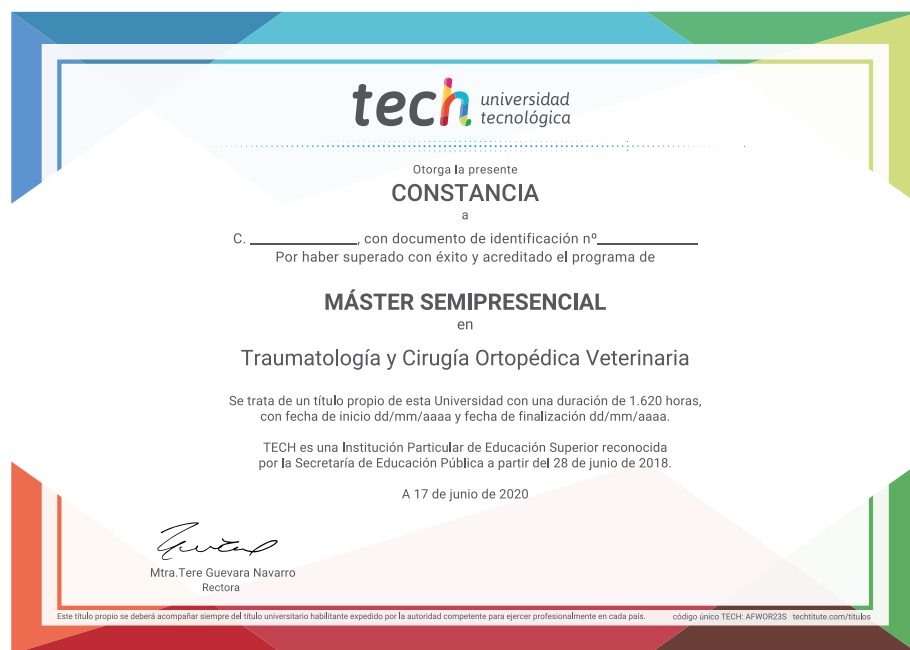 tech universidad
tecnológica
Otorga la presente
CONSTANCIA
a
C. ____________, con documento de identificación nº____________
Por haber superado con éxito y acreditado el programa de
MÁSTER SEMIPRESENCIAL
en
Traumatología y Cirugía Ortopédica Veterinaria
Se trata de un título propio de esta Universidad con una duración de 1.620 horas,
con fecha de inicio dd/mm/aaaa y fecha de finalización dd/mm/aaaa.
TECH es una Institución Particular de Educación Superior reconocida
por la Secretaría de Educación Pública a partir del 28 de junio de 2018.
A 17 de junio de 2020
Mtra.Tere Guevara Navarro
Rectora
Este título propio se deberá acompañar siempre del título universitario habilitante expedido por la autoridad competente para ejercer profesionalmente en cada país. código único TECH: AFWOR23S techtitute.com/titulos